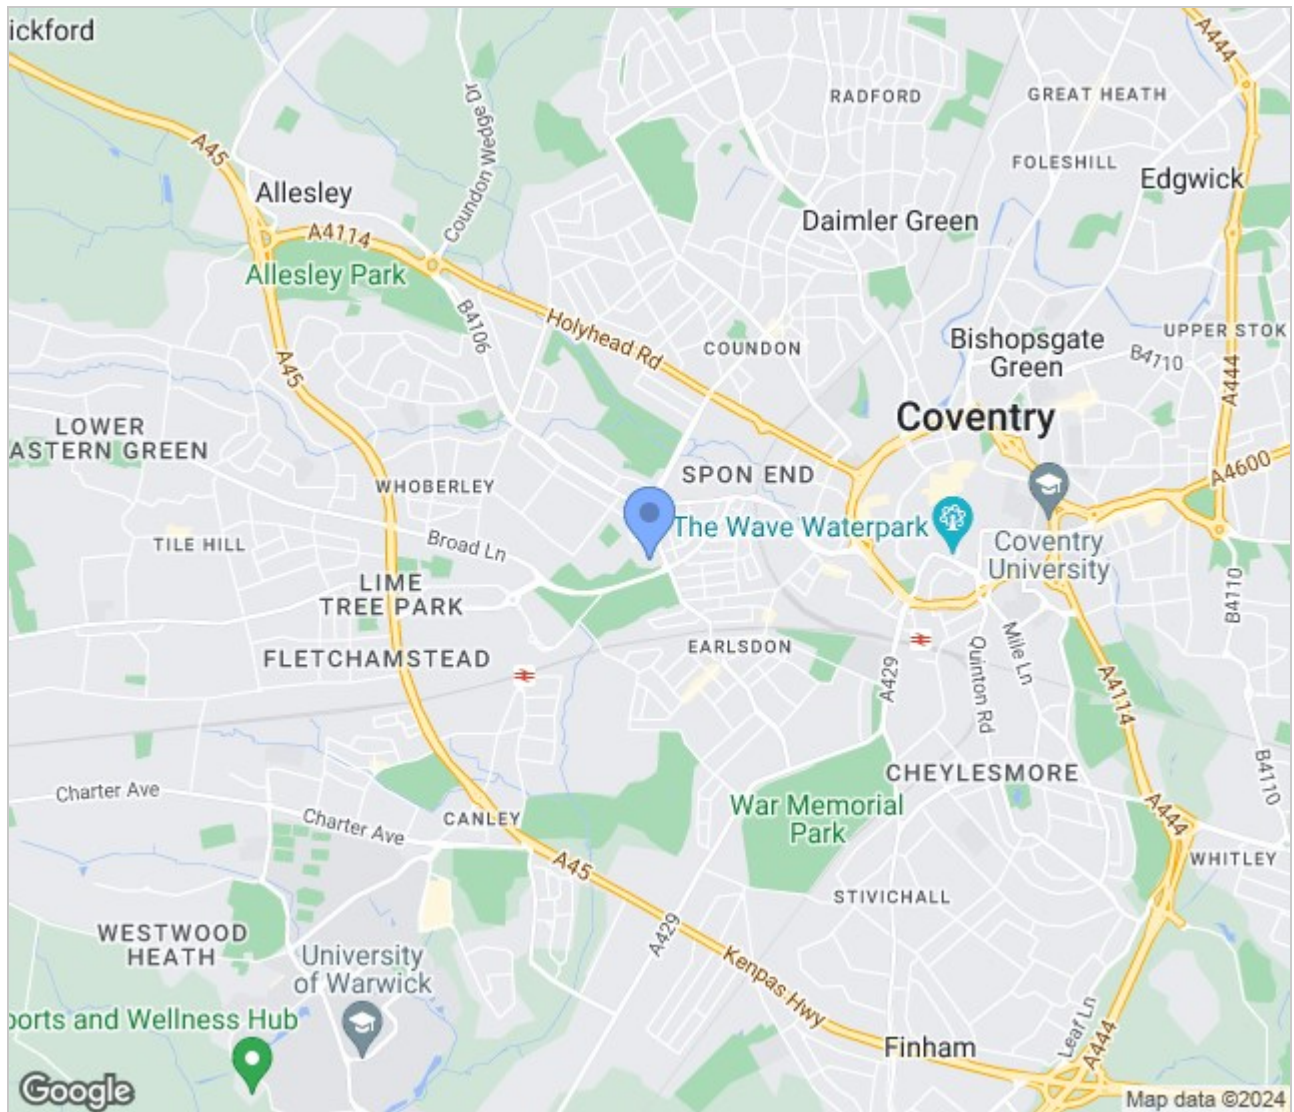 ickford
A444
RADFORD
GREAT HEATH
Coundon Wedge Dr
A45
FOLESHILL
Allesley
Edgwick
Daimler Green
A4114
Allesley Park
B4106
Holyhead Rd
COUNDON
Bishopsgate
Green
UPPER STOK
B4710
A45
A444
Coventry
LOWER
ASTERN GREEN
SPON END
A4600
WHOBERLEY
The Wave Waterpark
TILE HILL
Broad Ln
Coventry
University
LIME
TREE PARK
B4110
FLETCHAMSTEAD
EARLSDON
A429
Quinton Rd
Mile Ln
A4114
CHEYLESMORE
B4110
Charter Ave
War Memorial
Park
Charter Ave
CANLEY
A444
WHITLEY
A45
STIVICHALL
WESTWOOD
HEATH
University
of Warwick
A429
Kenpas Hwy
ports and Wellness Hub
Finham
Leaf Ln
A444
Google
Map data ©2024